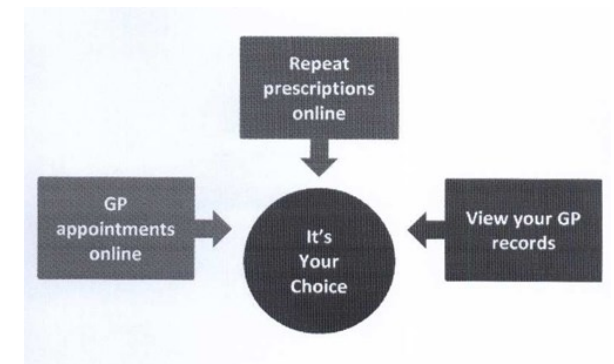 Repeat
prescriptions
online
GP
appointments
online
It's
Your
Choice
View your GP
records